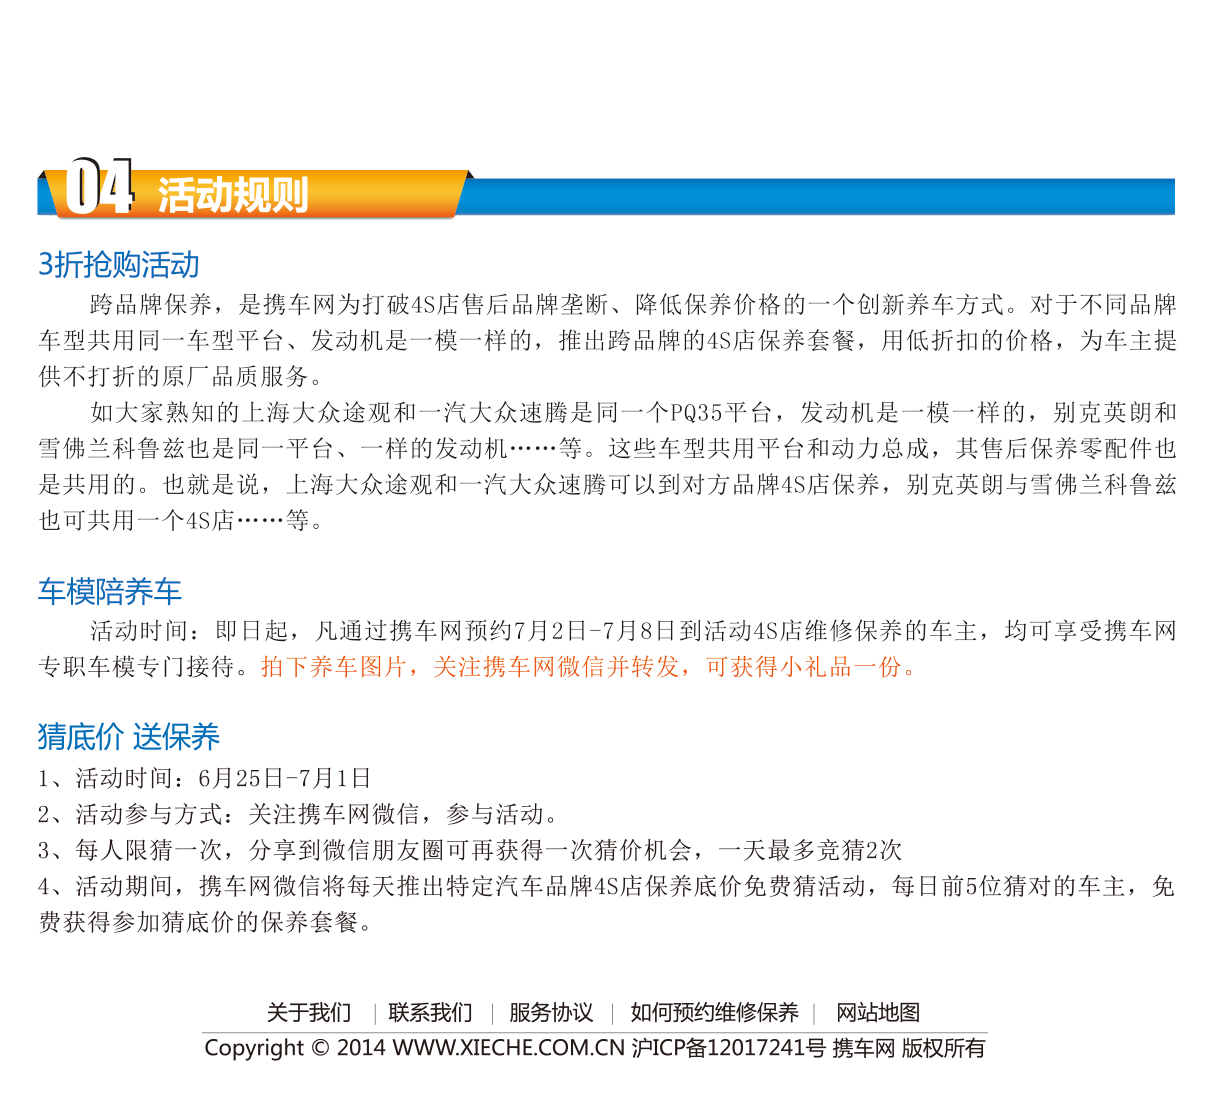 04 活动规则
3折抢购活动
跨品牌保养，是携车网为打破4S店售后品牌垄断、降低保养价格的一个创新养车方式。对于不同品牌
车型共用同一车型平台、发动机是一模一样的，推出跨品牌的4S店保养套餐，用低折扣的价格，为车主提
供不打折的原厂品质服务。
如大家熟知的上海大众途观和一汽大众速腾是同一个PQ35平台，发动机是一模一样的，别克英朗和
雪佛兰科鲁兹也是同一平台、一样的发动机……等。这些车型共用平台和动力总成，其售后保养零配件也
是共用的。也就是说，上海大众途观和一汽大众速腾可以到对方品牌4S店保养，别克英朗与雪佛兰科鲁兹
也可共用一个4S店……等。
车模陪养车
活动时间：即日起，凡通过携车网预约7月2日-7月8日到活动4S店维修保养的车主，均可享受携车网
专职车模专门接待。拍下养车图片，关注携车网微信并转发，可获得小礼品一份。
猜底价 送保养
1、活动时间：6月25日-7月1日
2、活动参与方式：关注携车网微信，参与活动。
3、每人限猜一次，分享到微信朋友圈可再获得一次猜价机会，一天最多竞猜2次
4、活动期间，携车网微信将每天推出特定汽车品牌4S店保养底价免费猜活动，每日前5位猜对的车主，免
费获得参加猜底价的保养套餐。
关于我们 | 联系我们 | 服务协议 | 如何预约维修保养 | 网站地图
Copyright © 2014 WWW.XIECHE.COM.CN 沪ICP备12017241号 携车网 版权所有